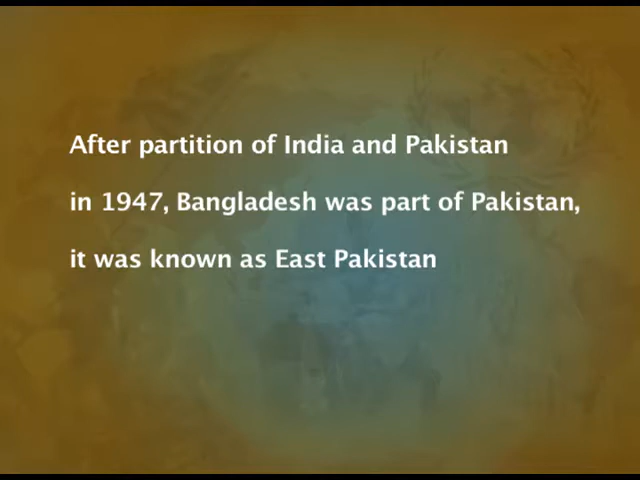 After partition of India and Pakistan
in 1947, Bangladesh was part of Pakistan,
it was known as East Pakistan